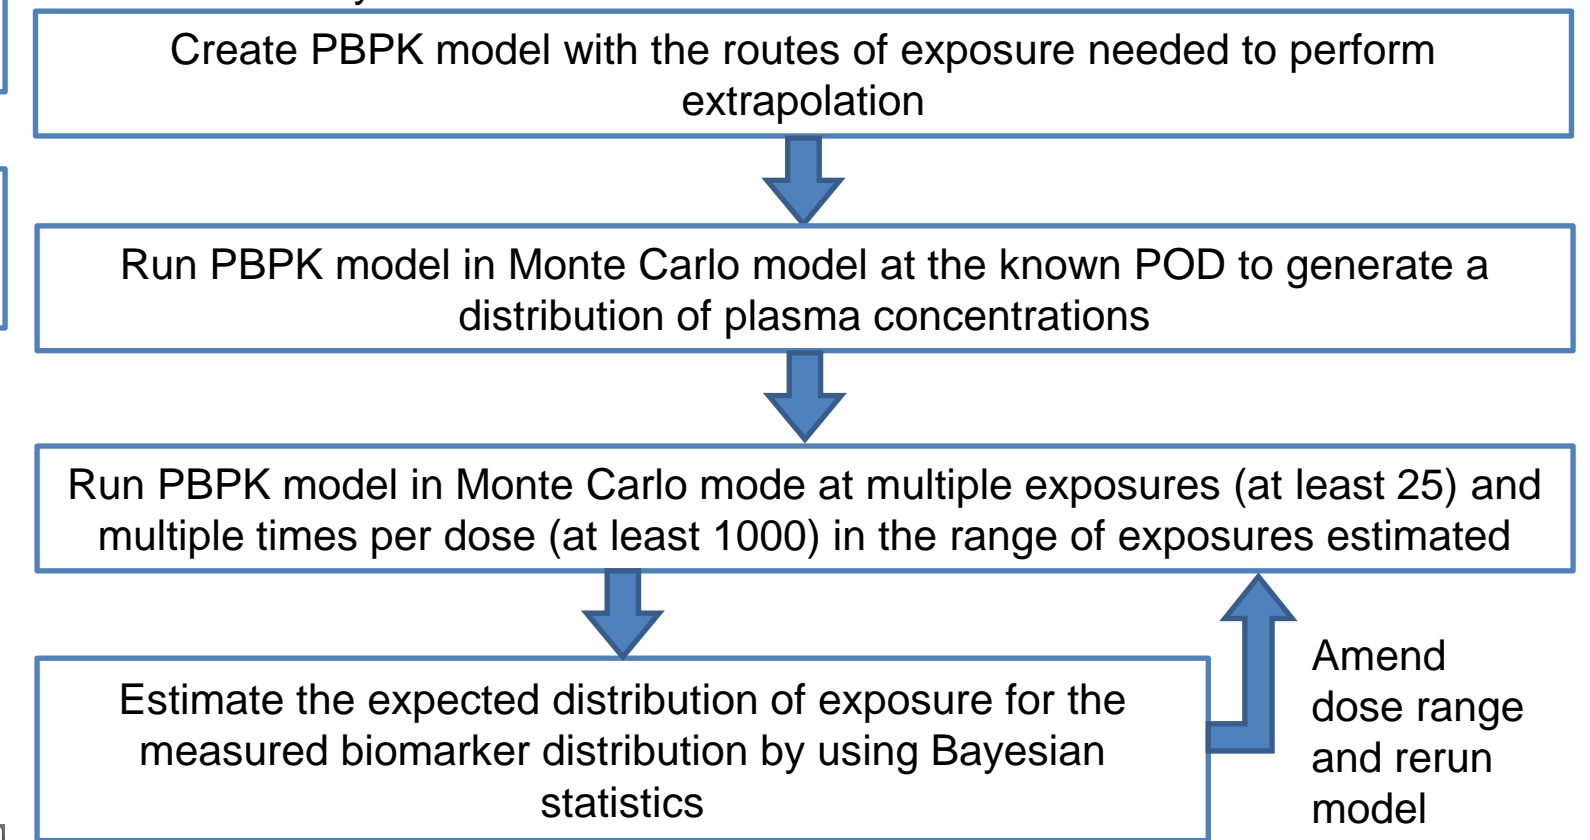 Create PBPK model with the routes of exposure needed to perform
extrapolation
Run PBPK model in Monte Carlo model at the known POD to generate a
distribution of plasma concentrations
Run PBPK model in Monte Carlo mode at multiple exposures (at least 25) and
multiple times per dose (at least 1000) in the range of exposures estimated
Estimate the expected distribution of exposure for the
measured biomarker distribution by using Bayesian
statistics
Amend
dose range
and rerun
model